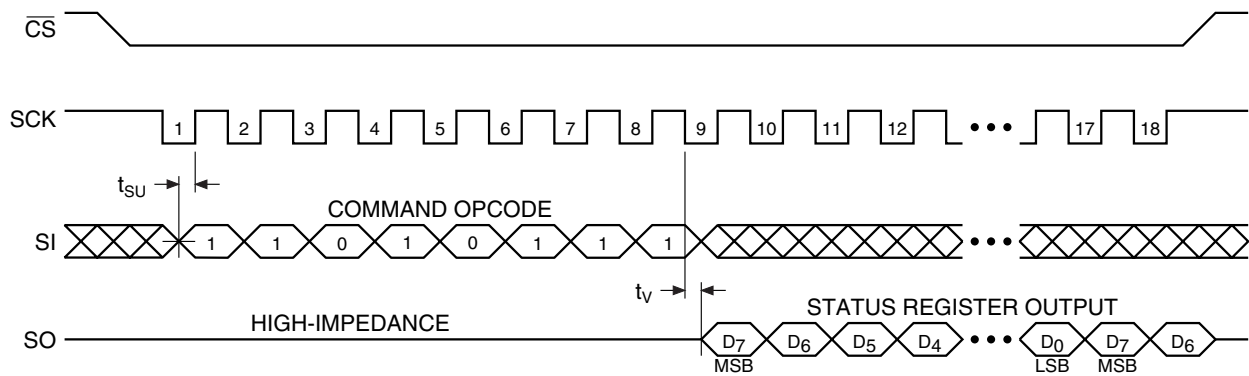 CS
SCK 1 2 3 4 5 6 7 8 9 10 11 12 ••• 17 18
tSU
COMMAND OPCODE
SI 1 1 0 1 0 1 1 1 •••
tV
HIGH-IMPEDANCE STATUS REGISTER OUTPUT
SO D7 D6 D5 D4 ••• D0 D7 D6
MSB LSB MSB